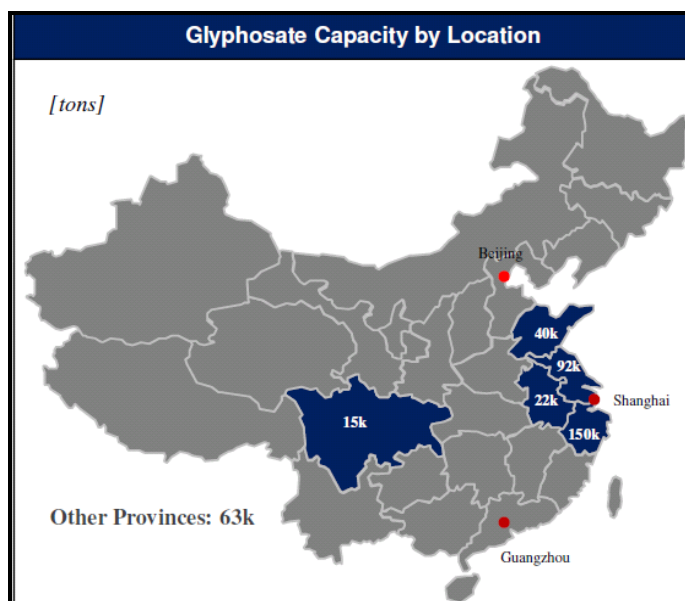 Glyphosate Capacity by Location
[tons]
Beijing
40k
92k
22k
Shanghai
15k
150k
Other Provinces: 63k
Guangzhou